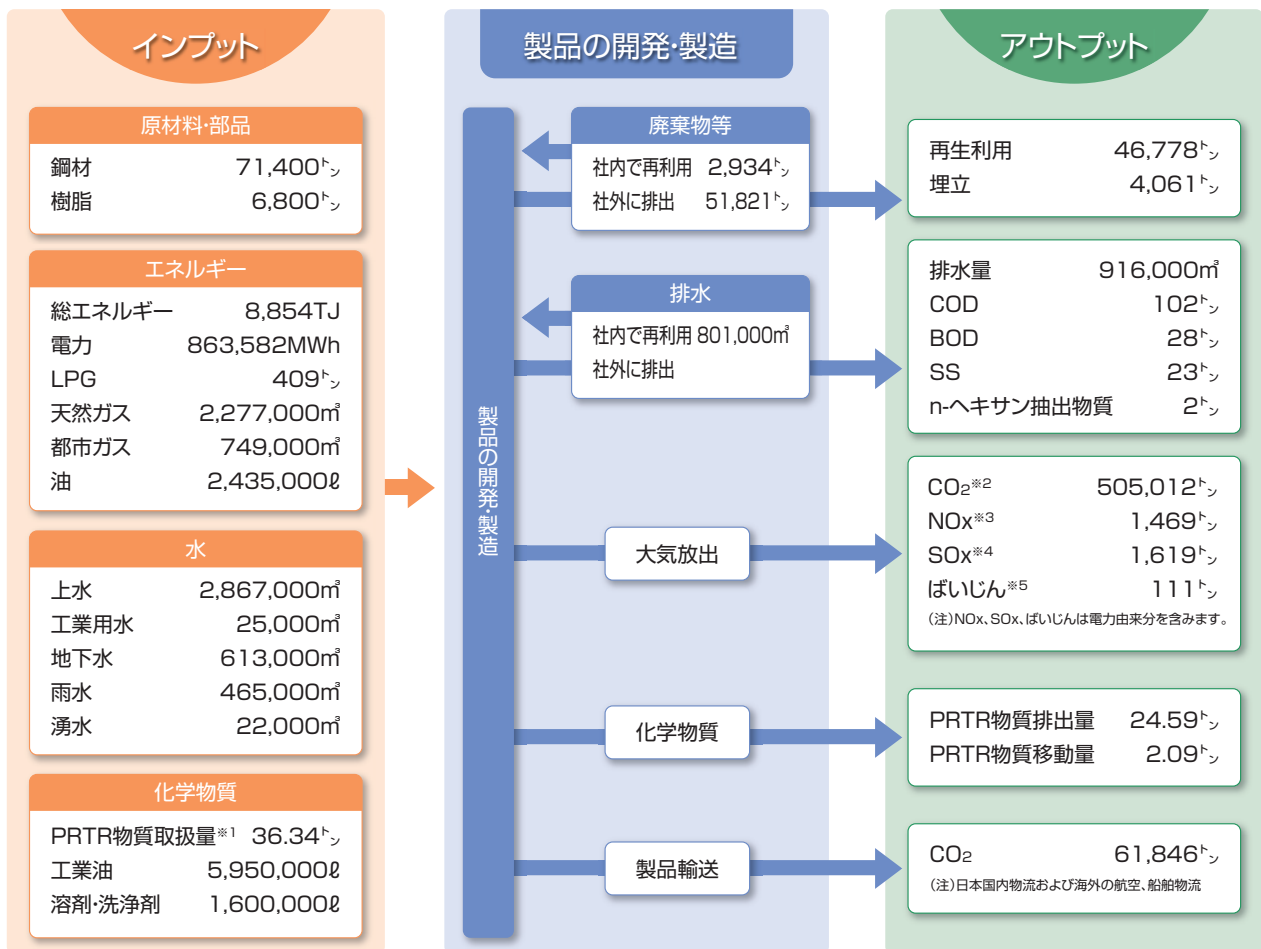 インプット
原材料・部品
鋼材 71,400トン
樹脂 6,800トン
エネルギー
総エネルギー 8,854TJ
電力 863,582MWh
LPG 409トン
天然ガス 2,277,000㎥
都市ガス 749,000㎥
油 2,435,000ℓ
水
上水 2,867,000㎥
工業用水 25,000㎥
地下水 613,000㎥
雨水 465,000㎥
湧水 22,000㎥
化学物質
PRTR物質取扱量※1 36.34トン
工業油 5,950,000ℓ
溶剤・洗浄剤 1,600,000ℓ
製品の開発・製造
製品の開発・製造
廃棄物等
社内で再利用 2,934トン
社外に排出 51,821トン
排水
社内で再利用 801,000㎥
社外に排出
大気放出
化学物質
製品輸送
アウトプット
再生利用 46,778トン
埋立 4,061トン
排水量 916,000㎥
COD 102トン
BOD 28トン
SS 23トン
n-ヘキサン抽出物質 2トン
CO2※2 505,012トン
NOx※3 1,469トン
SOx※4 1,619トン
ばいじん※5 111トン
(注)NOx、SOx、ばいじんは電力由来分を含みます。
PRTR物質排出量 24.59トン
PRTR物質移動量 2.09トン
CO2 61,846トン
(注)日本国内物流および海外の航空、船舶物流